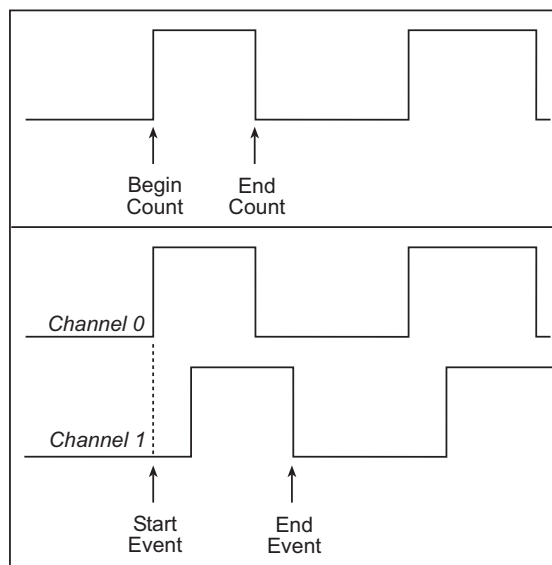 Begin End
Count Count
Channel 0
Channel 1
Start End
Event Event